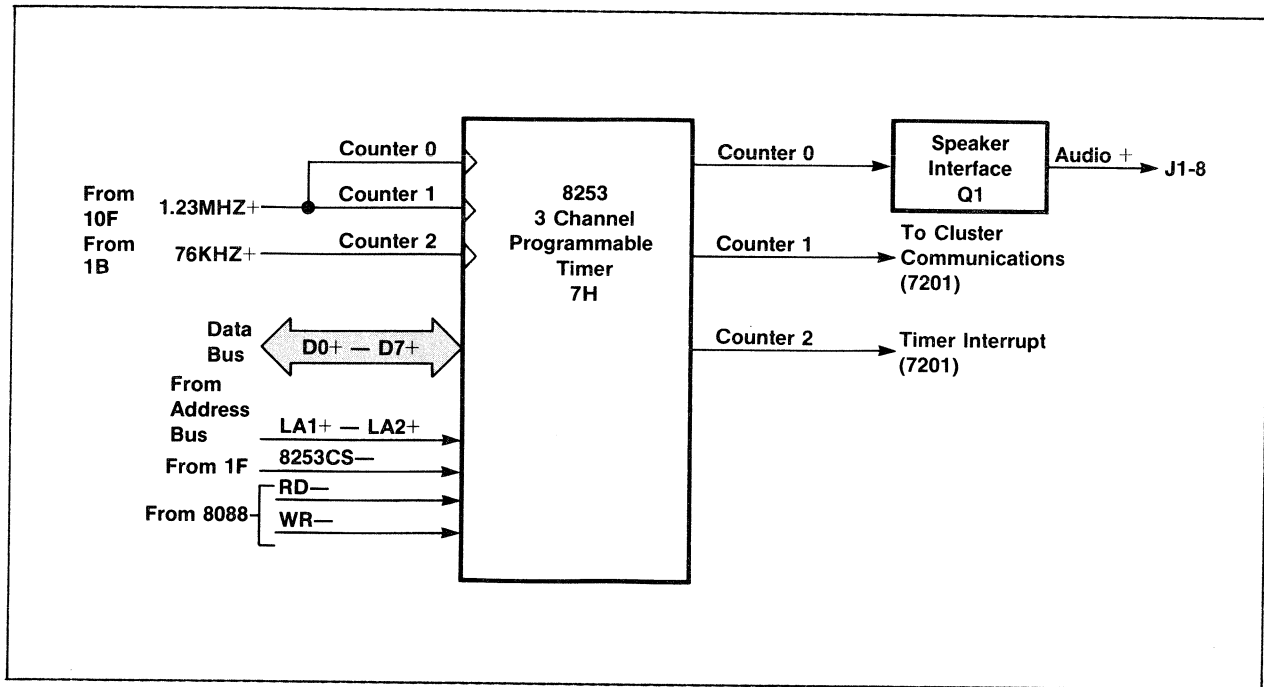 Counter 0
From
10F
1.23MHZ+
Counter 1
From
1B
76KHZ+
Counter 2
Data
Bus
D0+ — D7+
From
Address
Bus
LA1+ — LA2+
From 1F
8253CS—
From 8088
RD—
WR—
8253
3 Channel
Programmable
Timer
7H
Counter 0
Speaker
Interface
Q1
Audio +
J1-8
Counter 1
To Cluster
Communications
(7201)
Counter 2
Timer Interrupt
(7201)